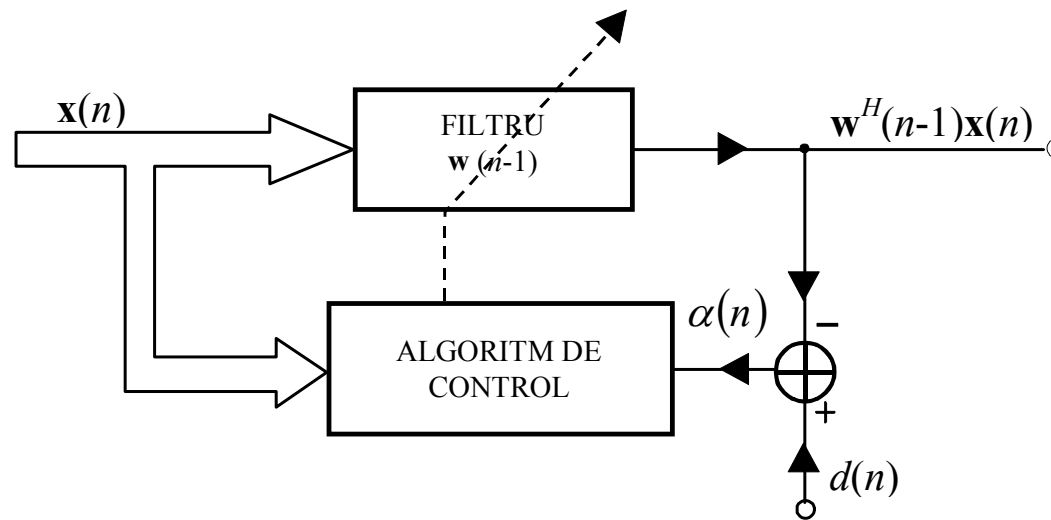 x(n)
FILTRU
w (n-1)
w^H(n-1)x(n)
α(n)
−
ALGORITM DE
CONTROL
+
d(n)